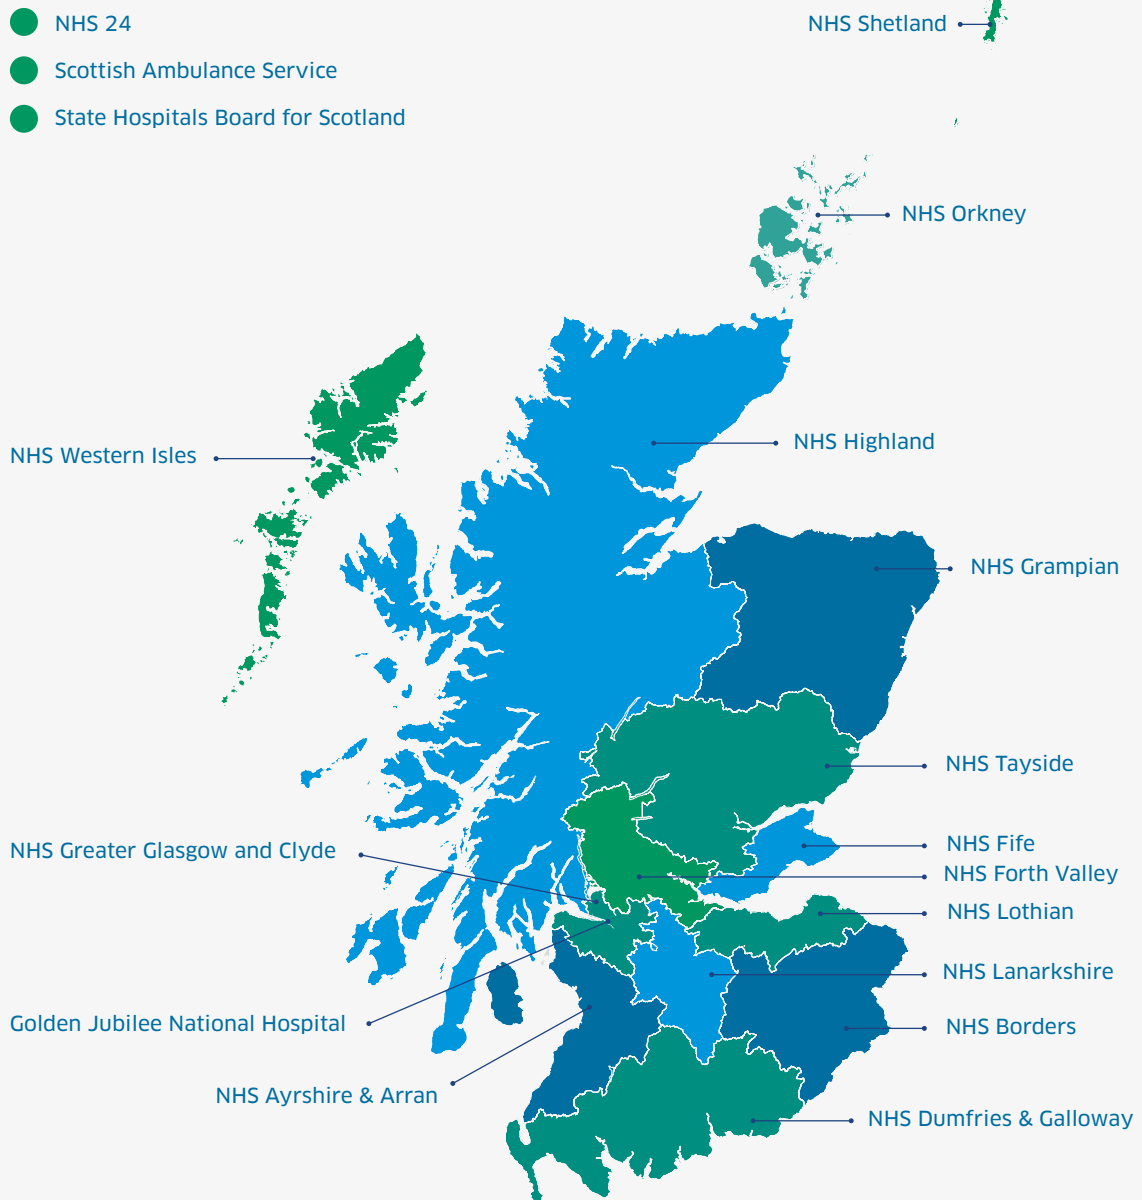 NHS 24
NHS Shetland
Scottish Ambulance Service
State Hospitals Board for Scotland
NHS Orkney
NHS Highland
NHS Western Isles
NHS Grampian
NHS Tayside
NHS Fife
NHS Greater Glasgow and Clyde
NHS Forth Valley
NHS Lothian
NHS Lanarkshire
Golden Jubilee National Hospital
NHS Borders
NHS Ayrshire & Arran
NHS Dumfries & Galloway